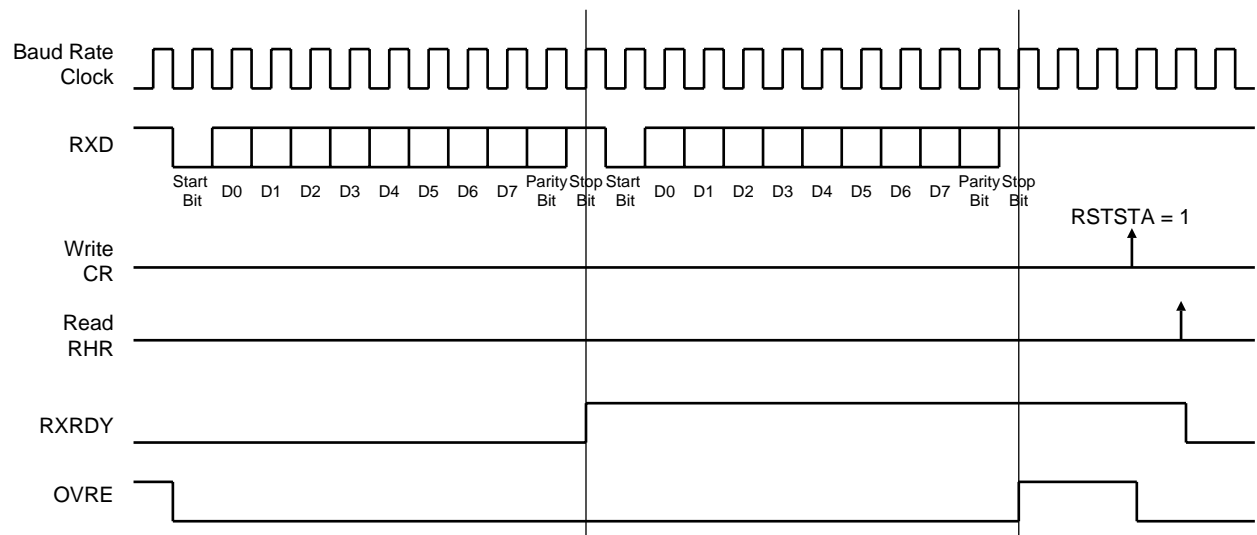 Baud Rate
Clock
RXD
Start
Bit
D0
D1
D2
D3
D4
D5
D6
D7
Parity
Bit
Stop
Bit
Start
Bit
D0
D1
D2
D3
D4
D5
D6
D7
Parity
Bit
Stop
Bit
RSTSTA = 1
Write
CR
Read
RHR
RXRDY
OVRE